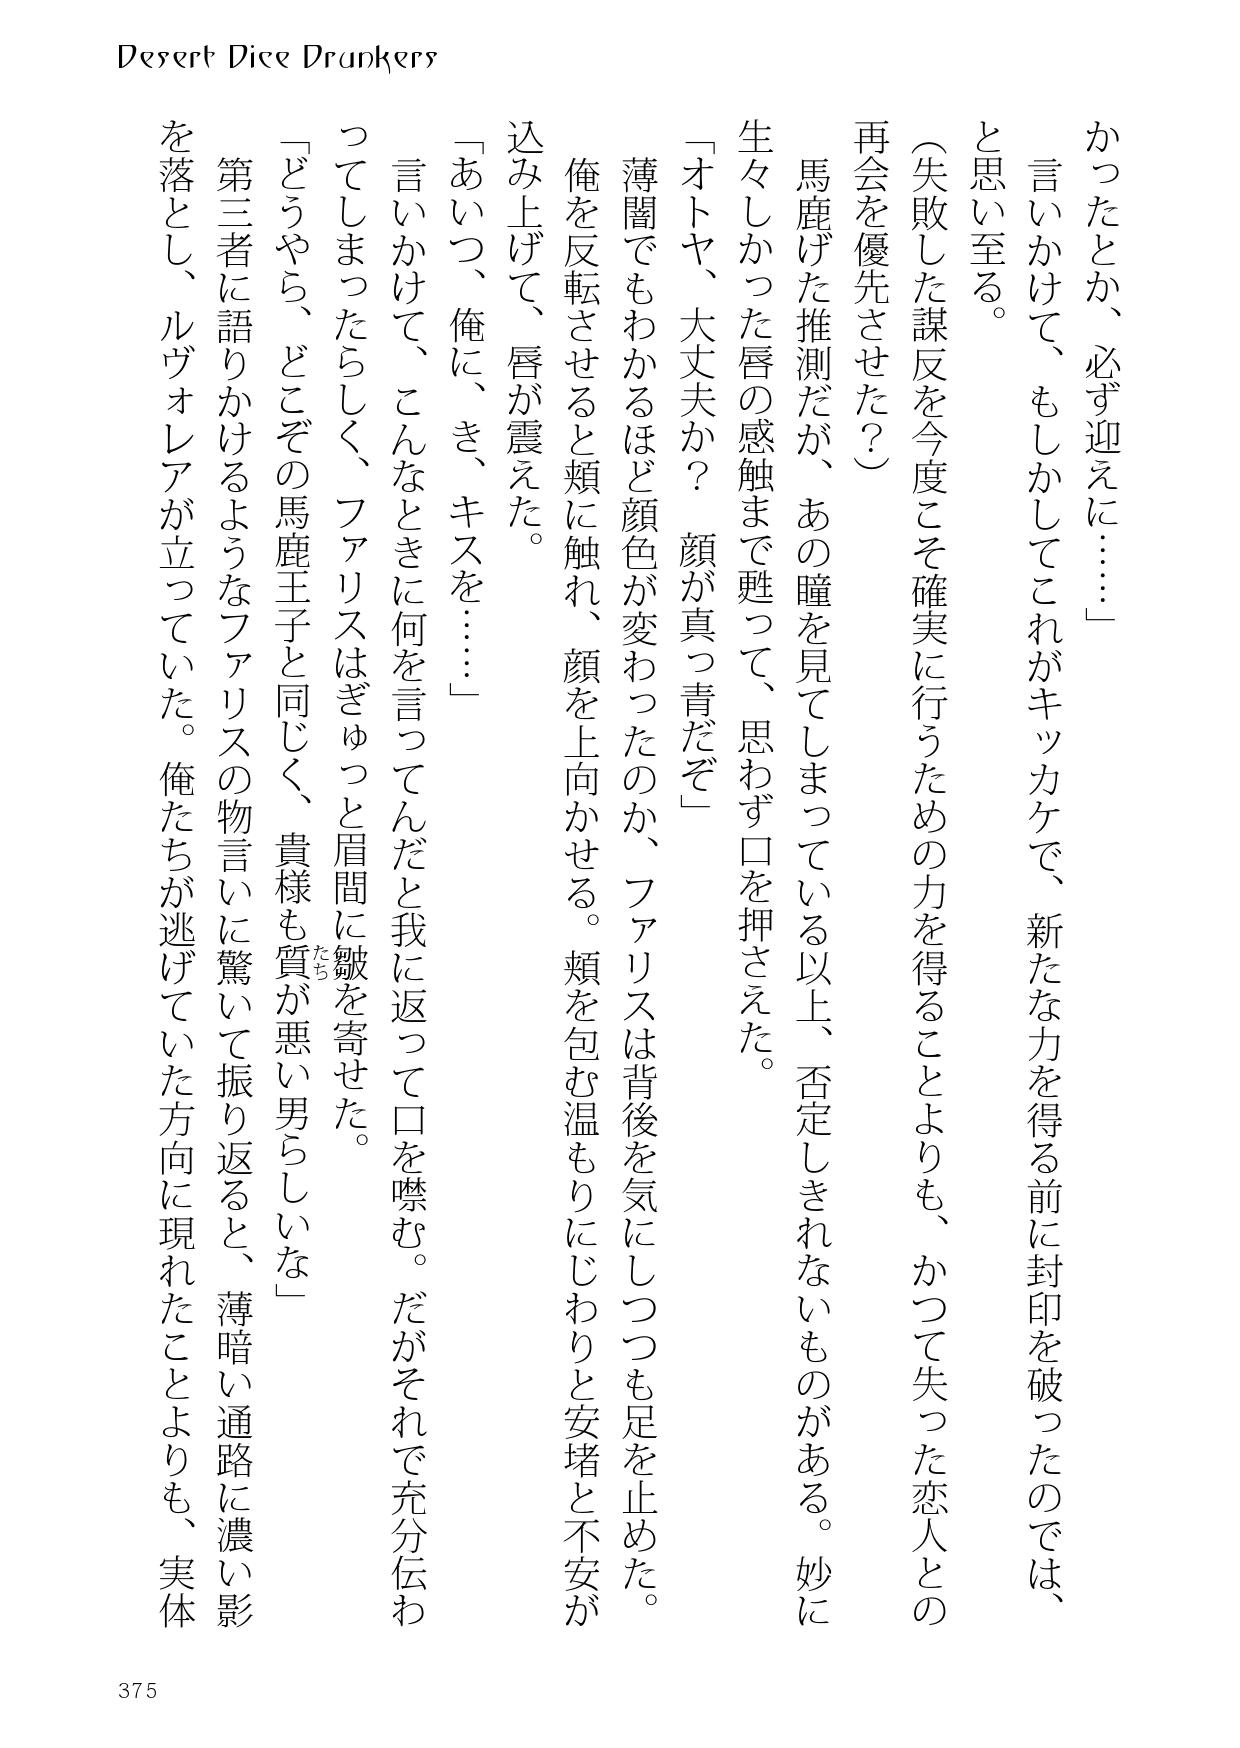 Desert Dice Drunkers
かったとか、必ず迎えに……」
　言いかけて、もしかしてこれがキッカケで、新たな力を得る前に封印を破ったのでは、
と思い至る。
（失敗した謀反を今度こそ確実に行うための力を得ることよりも、かつて失った恋人との
再会を優先させた？）
　馬鹿げた推測だが、あの瞳を見てしまっている以上、否定しきれないものがある。妙に
生々しかった唇の感触まで甦って、思わず口を押さえた。
「オトヤ、大丈夫か？　顔が真っ青だぞ」
　薄闇でもわかるほど顔色が変わったのか、ファリスは背後を気にしつつも足を止めた。
　俺を反転させると頬に触れ、顔を上向かせる。頬を包む温もりにじわりと安堵と不安が
込み上げて、唇が震えた。
「あいつ、俺に、き、キスを……」
　言いかけて、こんなときに何を言ってんだと我に返って口を噤む。だがそれで充分伝わ
ってしまったらしく、ファリスはぎゅっと眉間に皺を寄せた。
「どうやら、どこぞの馬鹿王子と同じく、貴様も質たちが悪い男らしいな」
　第三者に語りかけるようなファリスの物言いに驚いて振り返ると、薄暗い通路に濃い影
を落とし、ルヴォレアが立っていた。俺たちが逃げていた方向に現れたことよりも、実体
375